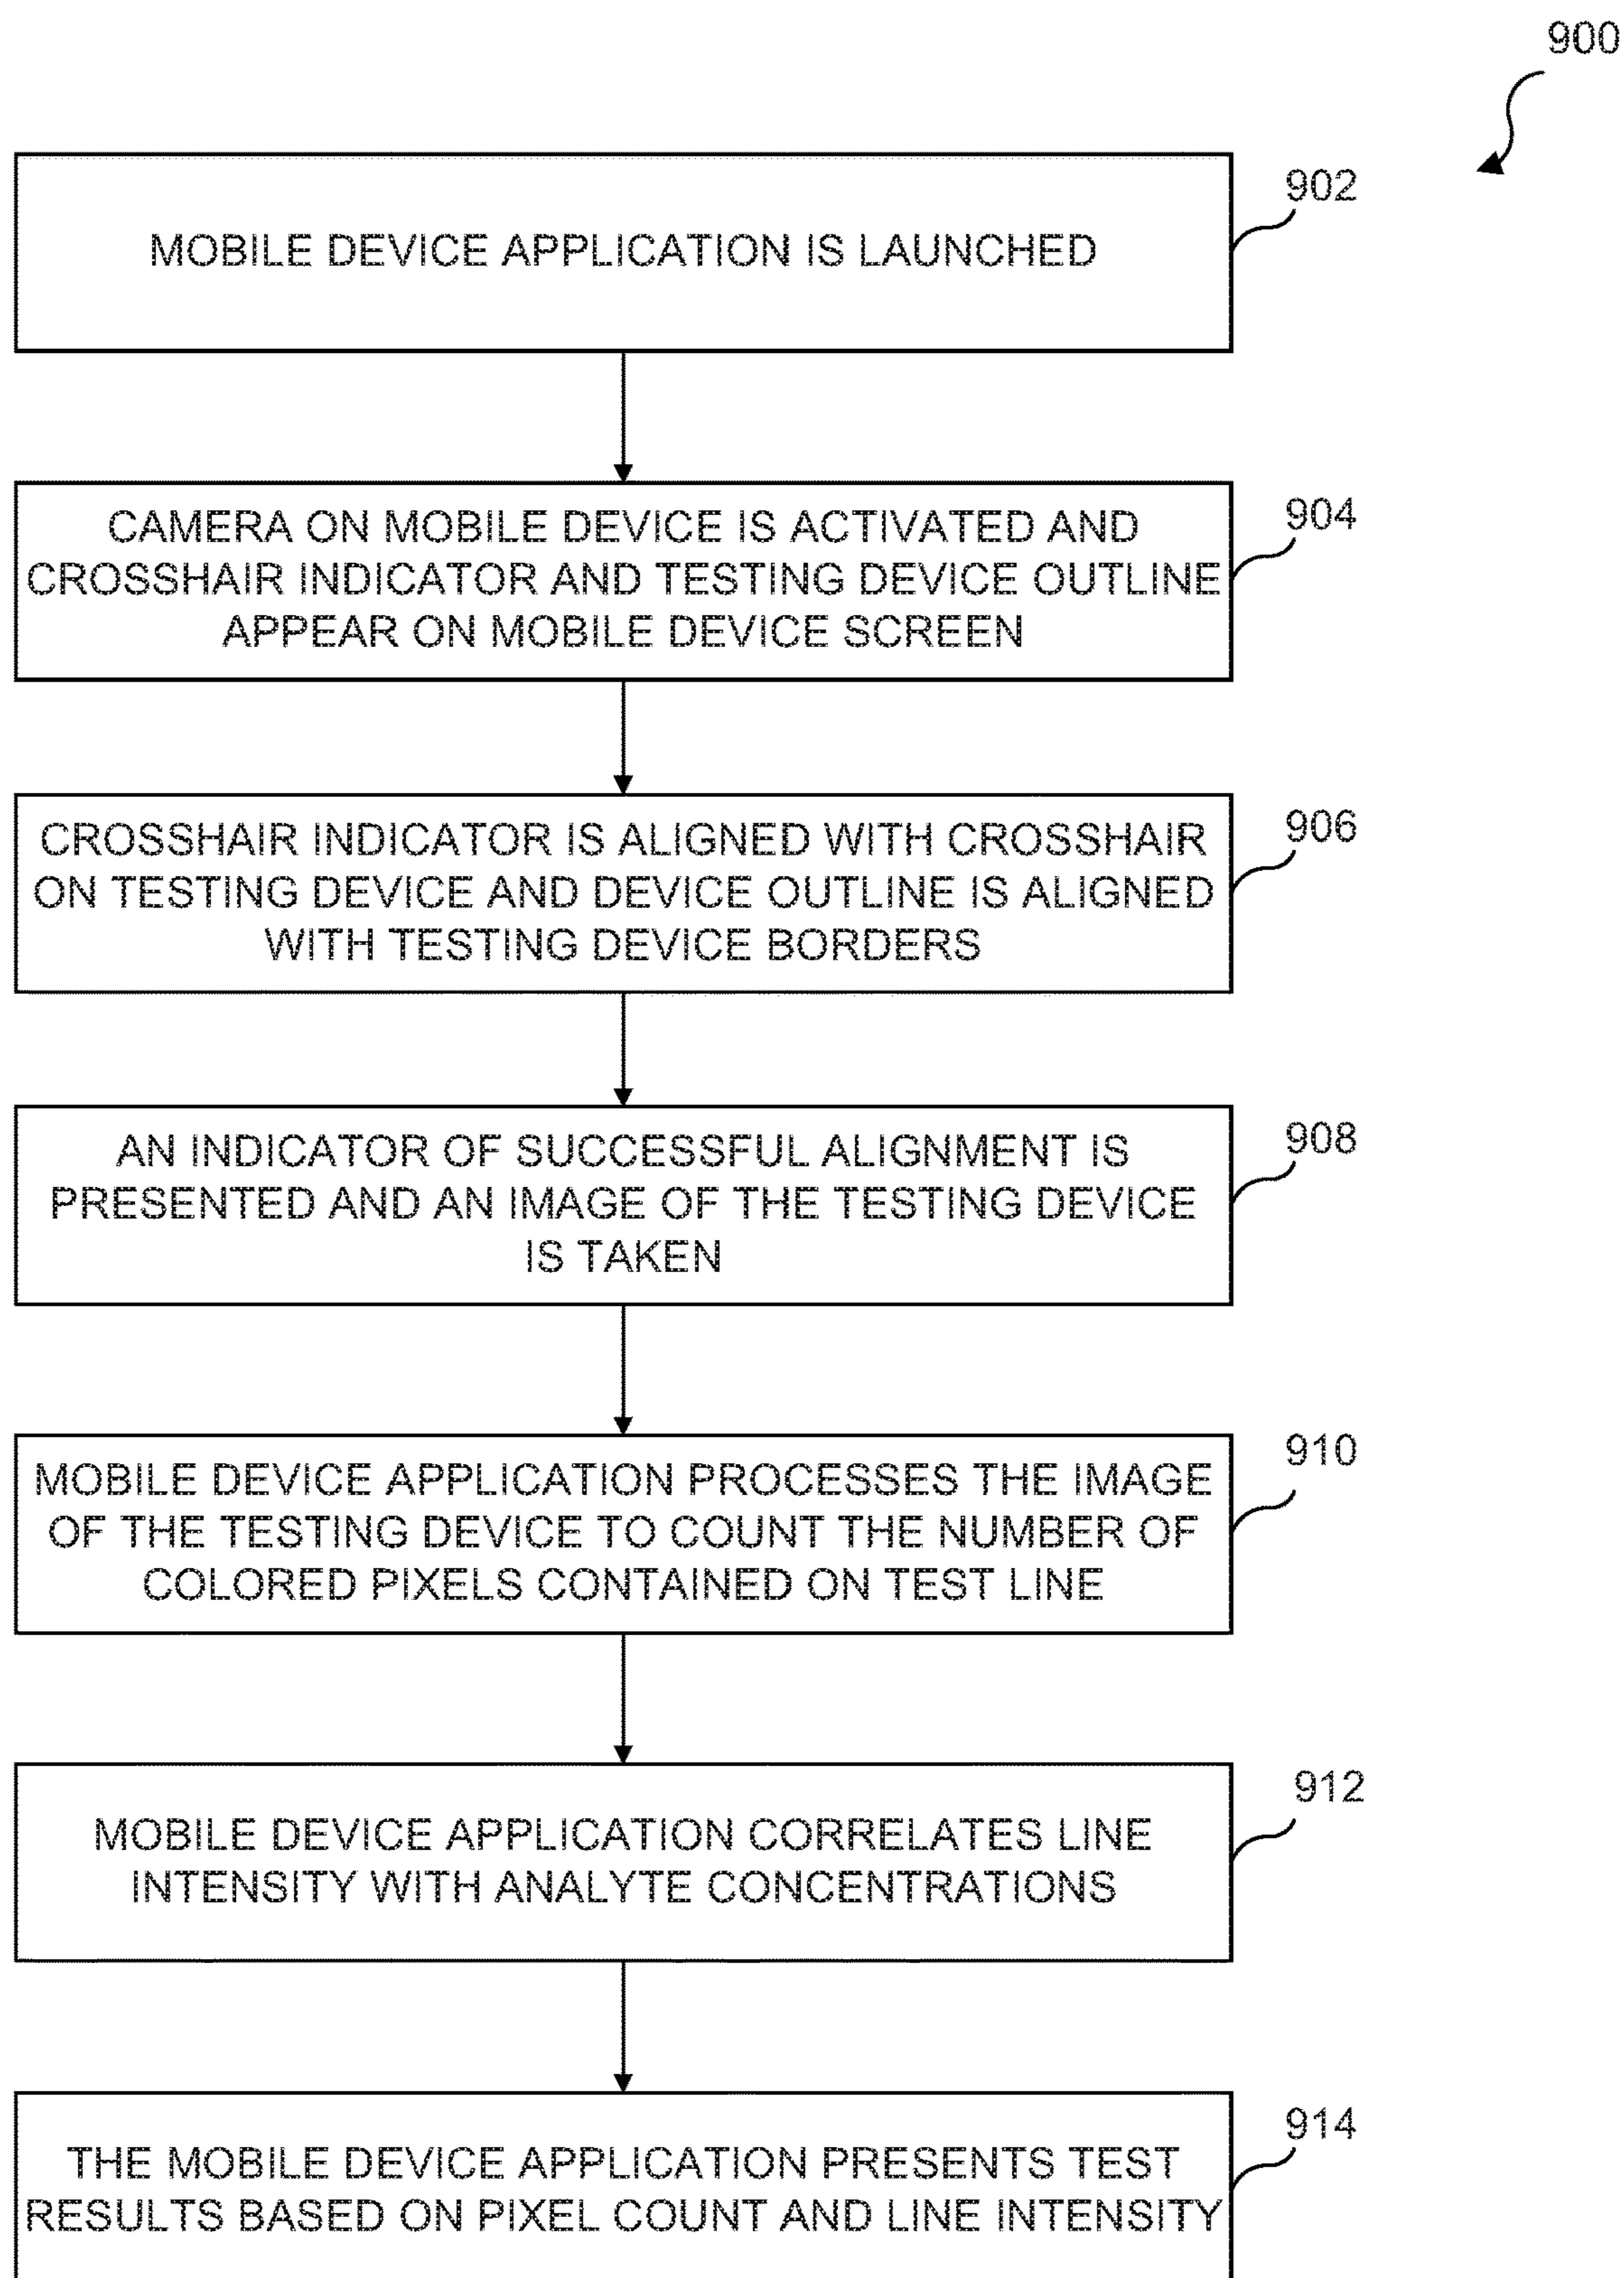 900
902
MOBILE DEVICE APPLICATION IS LAUNCHED
904
CAMERA ON MOBILE DEVICE IS ACTIVATED AND
CROSSHAIR INDICATOR AND TESTING DEVICE OUTLINE
APPEAR ON MOBILE DEVICE SCREEN
906
CROSSHAIR INDICATOR IS ALIGNED WITH CROSSHAIR
ON TESTING DEVICE AND DEVICE OUTLINE IS ALIGNED
WITH TESTING DEVICE BORDERS
908
AN INDICATOR OF SUCCESSFUL ALIGNMENT IS
PRESENTED AND AN IMAGE OF THE TESTING DEVICE
IS TAKEN
910
MOBILE DEVICE APPLICATION PROCESSES THE IMAGE
OF THE TESTING DEVICE TO COUNT THE NUMBER OF
COLORED PIXELS CONTAINED ON TEST LINE
912
MOBILE DEVICE APPLICATION CORRELATES LINE
INTENSITY WITH ANALYTE CONCENTRATIONS
914
THE MOBILE DEVICE APPLICATION PRESENTS TEST
RESULTS BASED ON PIXEL COUNT AND LINE INTENSITY